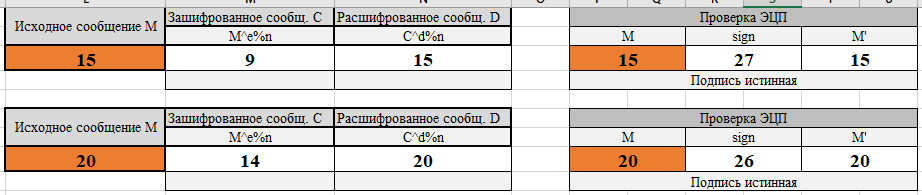 Исходное сообщение M Зашифрованное сообщ. C Расшифрованное сообщ. D Проверка ЭЦП
M^e%n C^d%n M sign M'
15 9 15 15 27 15
Подпись истинная
Исходное сообщение M Зашифрованное сообщ. C Расшифрованное сообщ. D Проверка ЭЦП
M^e%n C^d%n M sign M'
20 14 20 20 26 20
Подпись истинная